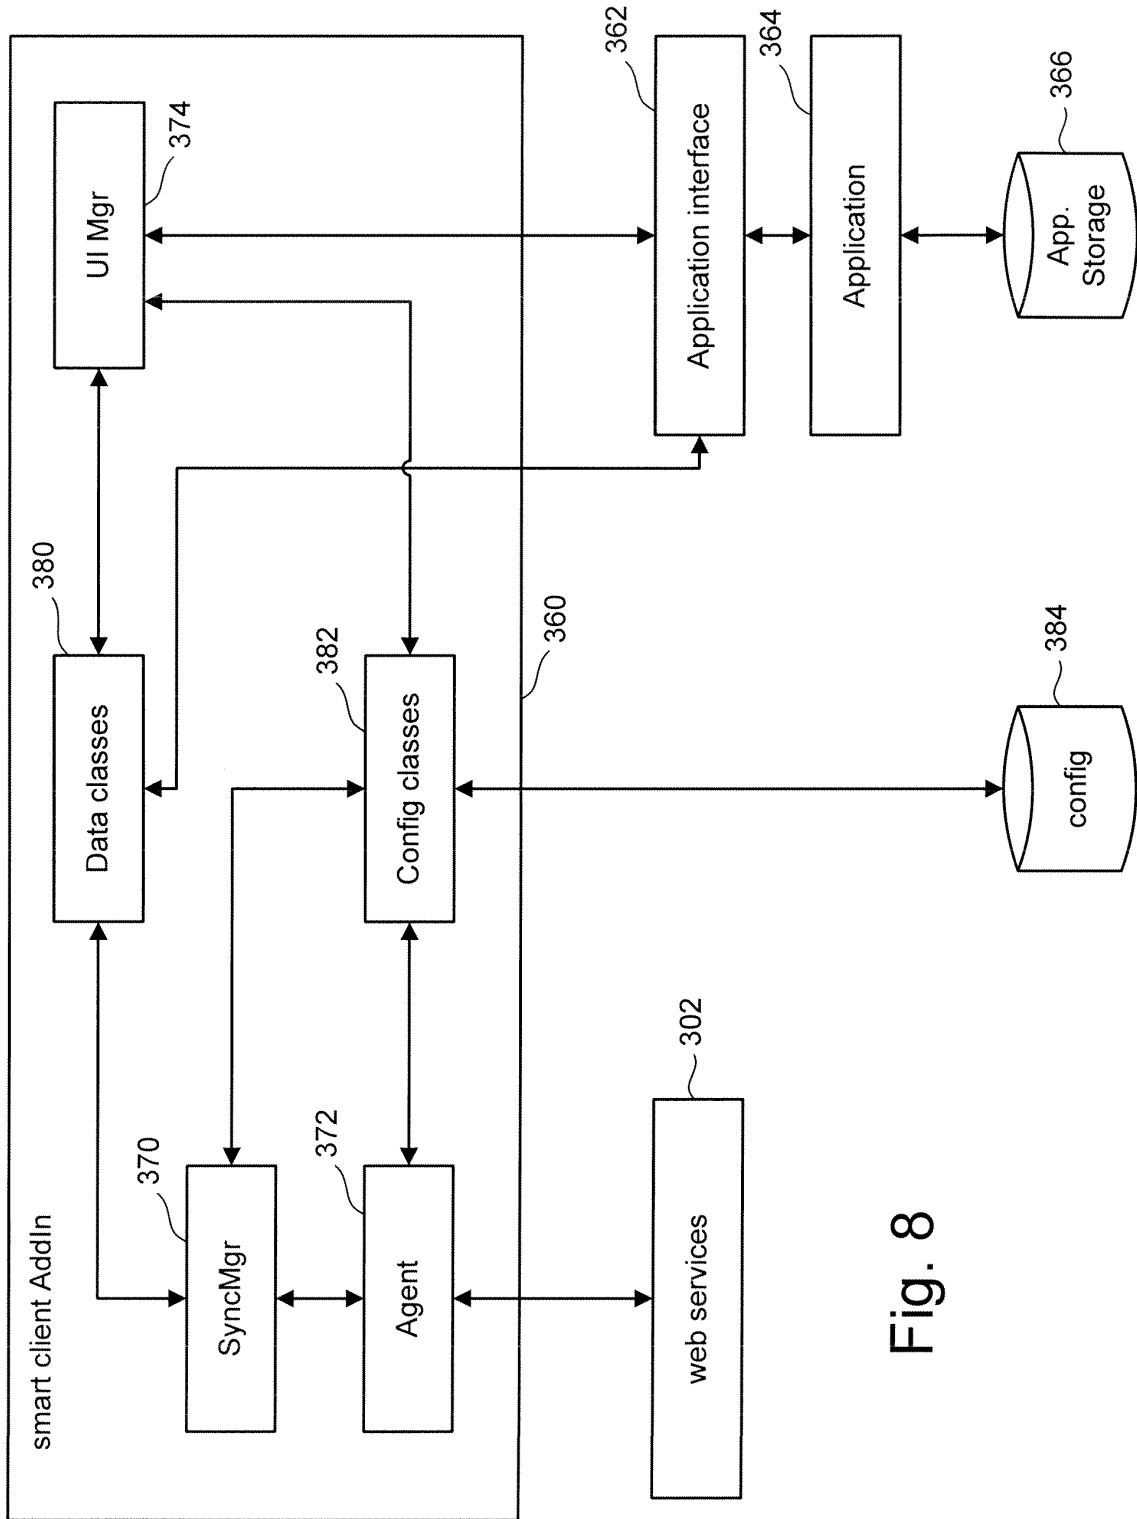 smart client AddIn
380
Data classes
UI Mgr
374
370
SyncMgr
372
Agent
382
Config classes
360
302
web services
362
Application interface
364
Application
384
config
366
App.
Storage
Fig. 8